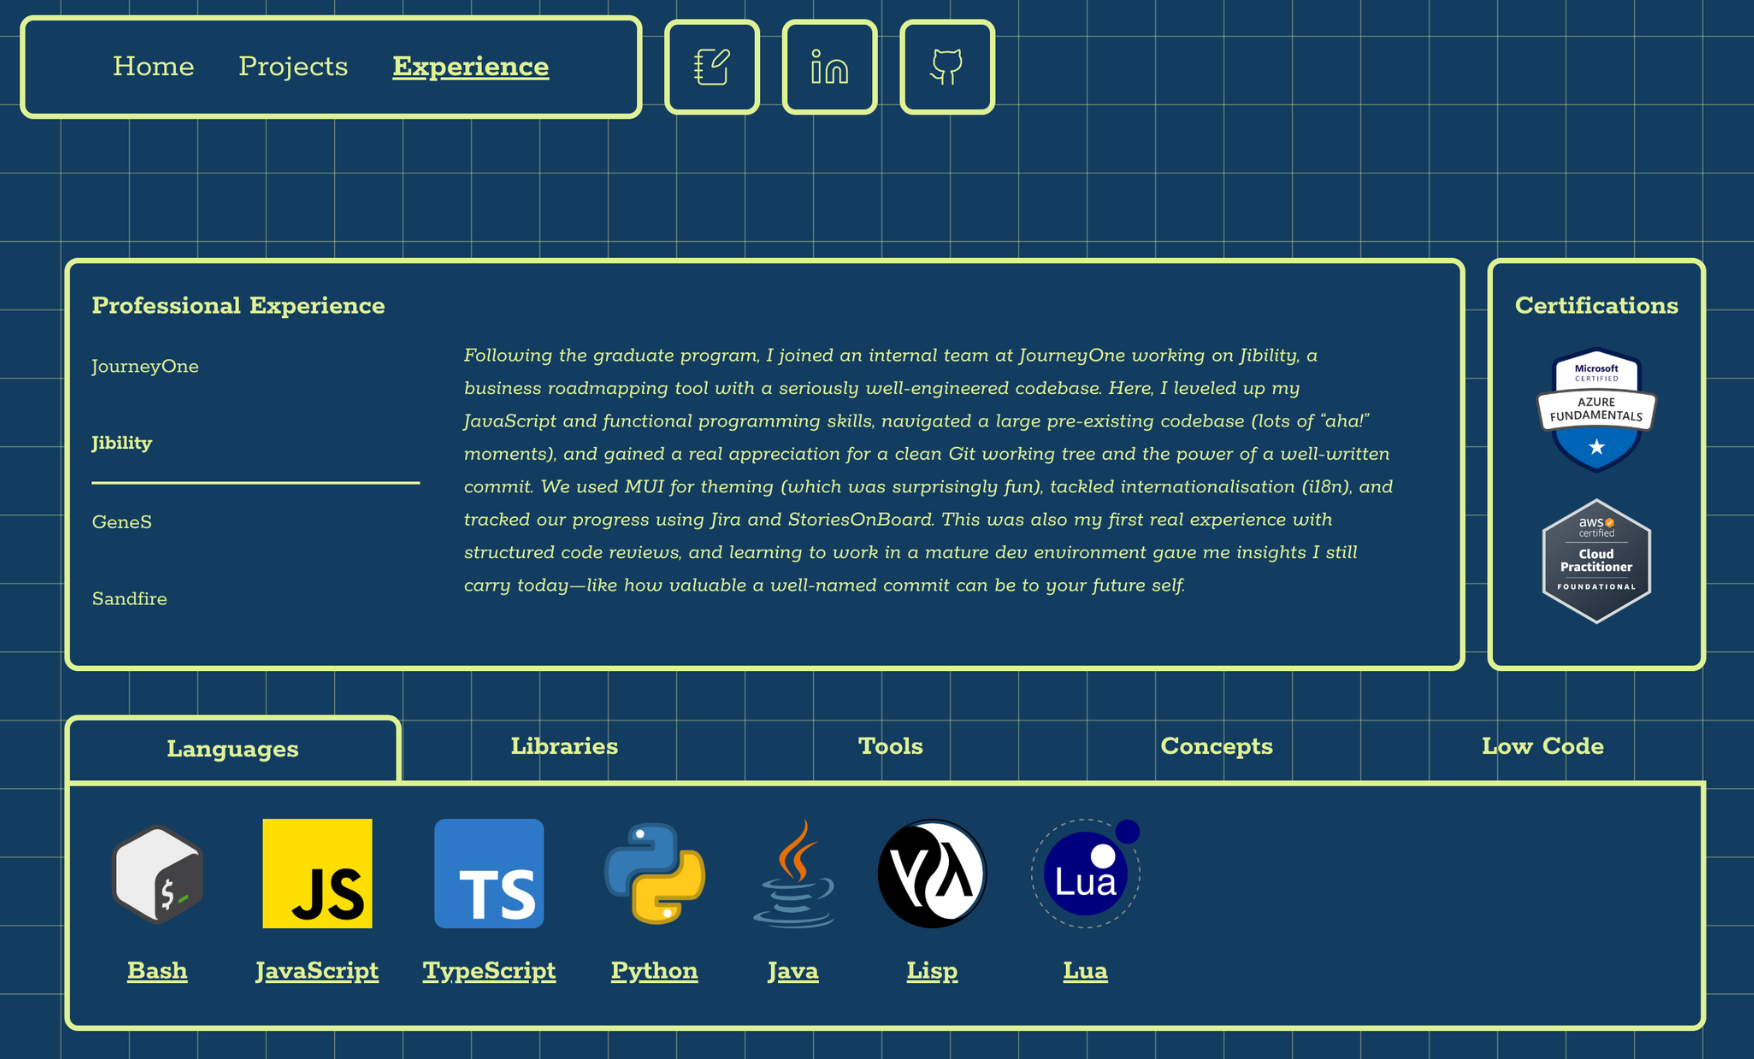 Home Projects Experience
Professional Experience
JourneyOne
Jibility
GeneS
Sandfire
Following the graduate program, I joined an internal team at JourneyOne working on Jibility, a
business roadmapping tool with a seriously well-engineered codebase. Here, I leveled up my
JavaScript and functional programming skills, navigated a large pre-existing codebase (lots of “aha!”
moments), and gained a real appreciation for a clean Git working tree and the power of a well-written
commit. We used MUI for theming (which was surprisingly fun), tackled internationalisation (i18n), and
tracked our progress using Jira and StoriesOnBoard. This was also my first real experience with
structured code reviews, and learning to work in a mature dev environment gave me insights I still
carry today—like how valuable a well-named commit can be to your future self.
Certifications
Microsoft
CERTIFIED
AZURE
FUNDAMENTALS
aws
certified
Cloud
Practitioner
FOUNDATIONAL
Languages Libraries Tools Concepts Low Code
$_
JS
TS
Yλ
Lua
Bash JavaScript TypeScript Python Java Lisp Lua